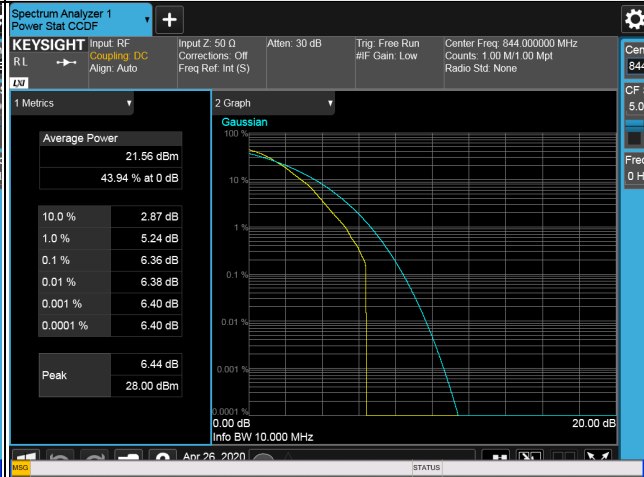 Spectrum Analyzer 1
Power Stat CCDF
KEYSIGHT
R L
LXI
Input: RF
Coupling: DC
Align: Auto
Input Z: 50 Ω
Corrections: Off
Freq Ref: Int (S)
Atten: 30 dB
Trig: Free Run
#IF Gain: Low
Center Freq: 844.000000 MHz
Counts: 1.00 M/1.00 Mpt
Radio Std: None
Cen
844
CF S
5.0
Freq
0 H
1 Metrics
Average Power
21.56 dBm
43.94 % at 0 dB
10.0 % 2.87 dB
1.0 % 5.24 dB
0.1 % 6.36 dB
0.01 % 6.38 dB
0.001 % 6.40 dB
0.0001 % 6.40 dB
Peak
6.44 dB
28.00 dBm
2 Graph
Gaussian
100 %
10 %
1 %
0.1 %
0.01 %
0.001 %
0.0001 %
0.00 dB 20.00 dB
Info BW 10.000 MHz
Apr 26, 2020
MSG
STATUS